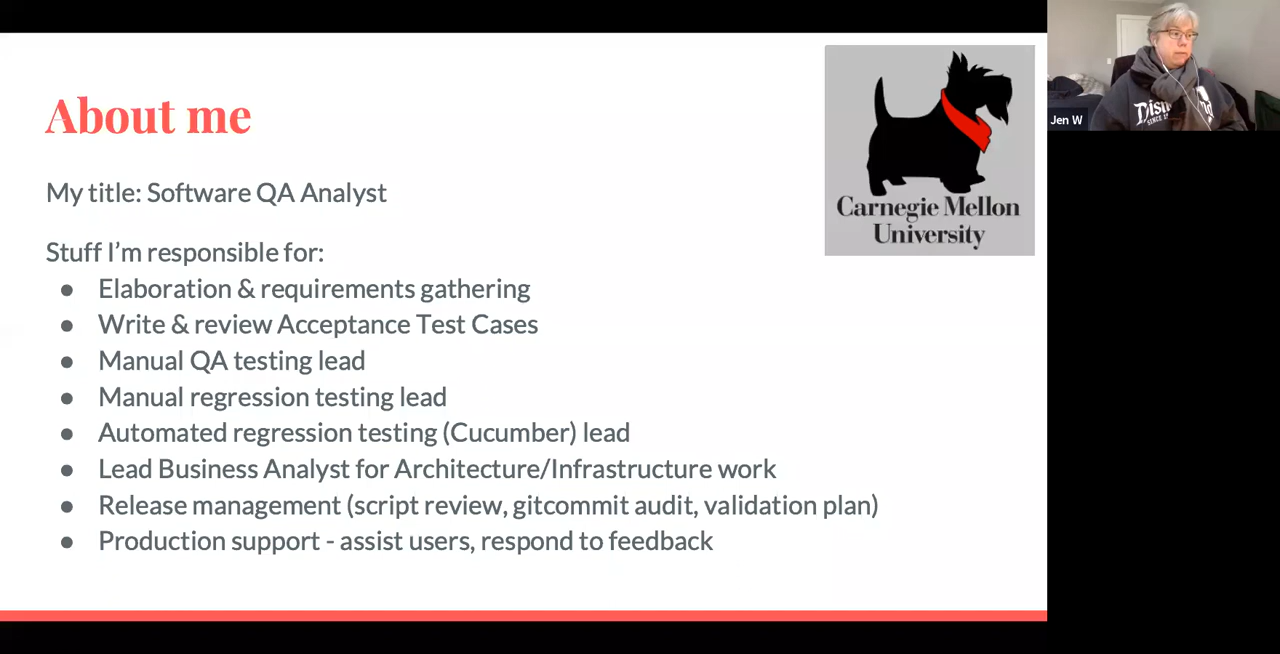 About me
My title: Software QA Analyst
Stuff I’m responsible for:
● Elaboration & requirements gathering
● Write & review Acceptance Test Cases
● Manual QA testing lead
● Manual regression testing lead
● Automated regression testing (Cucumber) lead
● Lead Business Analyst for Architecture/Infrastructure work
● Release management (script review, gitcommit audit, validation plan)
● Production support - assist users, respond to feedback
Carnegie Mellon
University
Jen W
SINCE